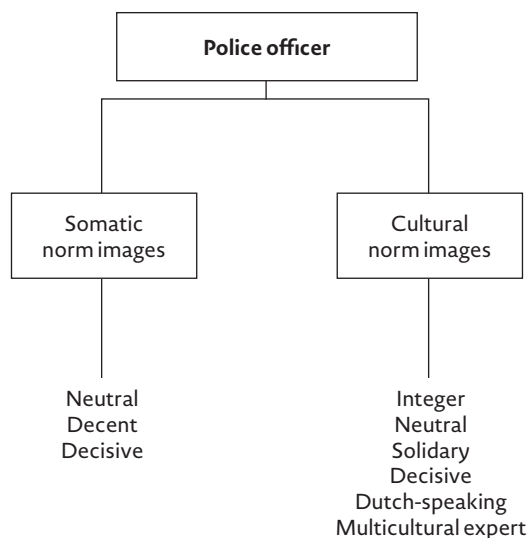 Police officer
Somatic
norm images
Cultural
norm images
Neutral
Decent
Decisive
Integer
Neutral
Solidary
Decisive
Dutch-speaking
Multicultural expert